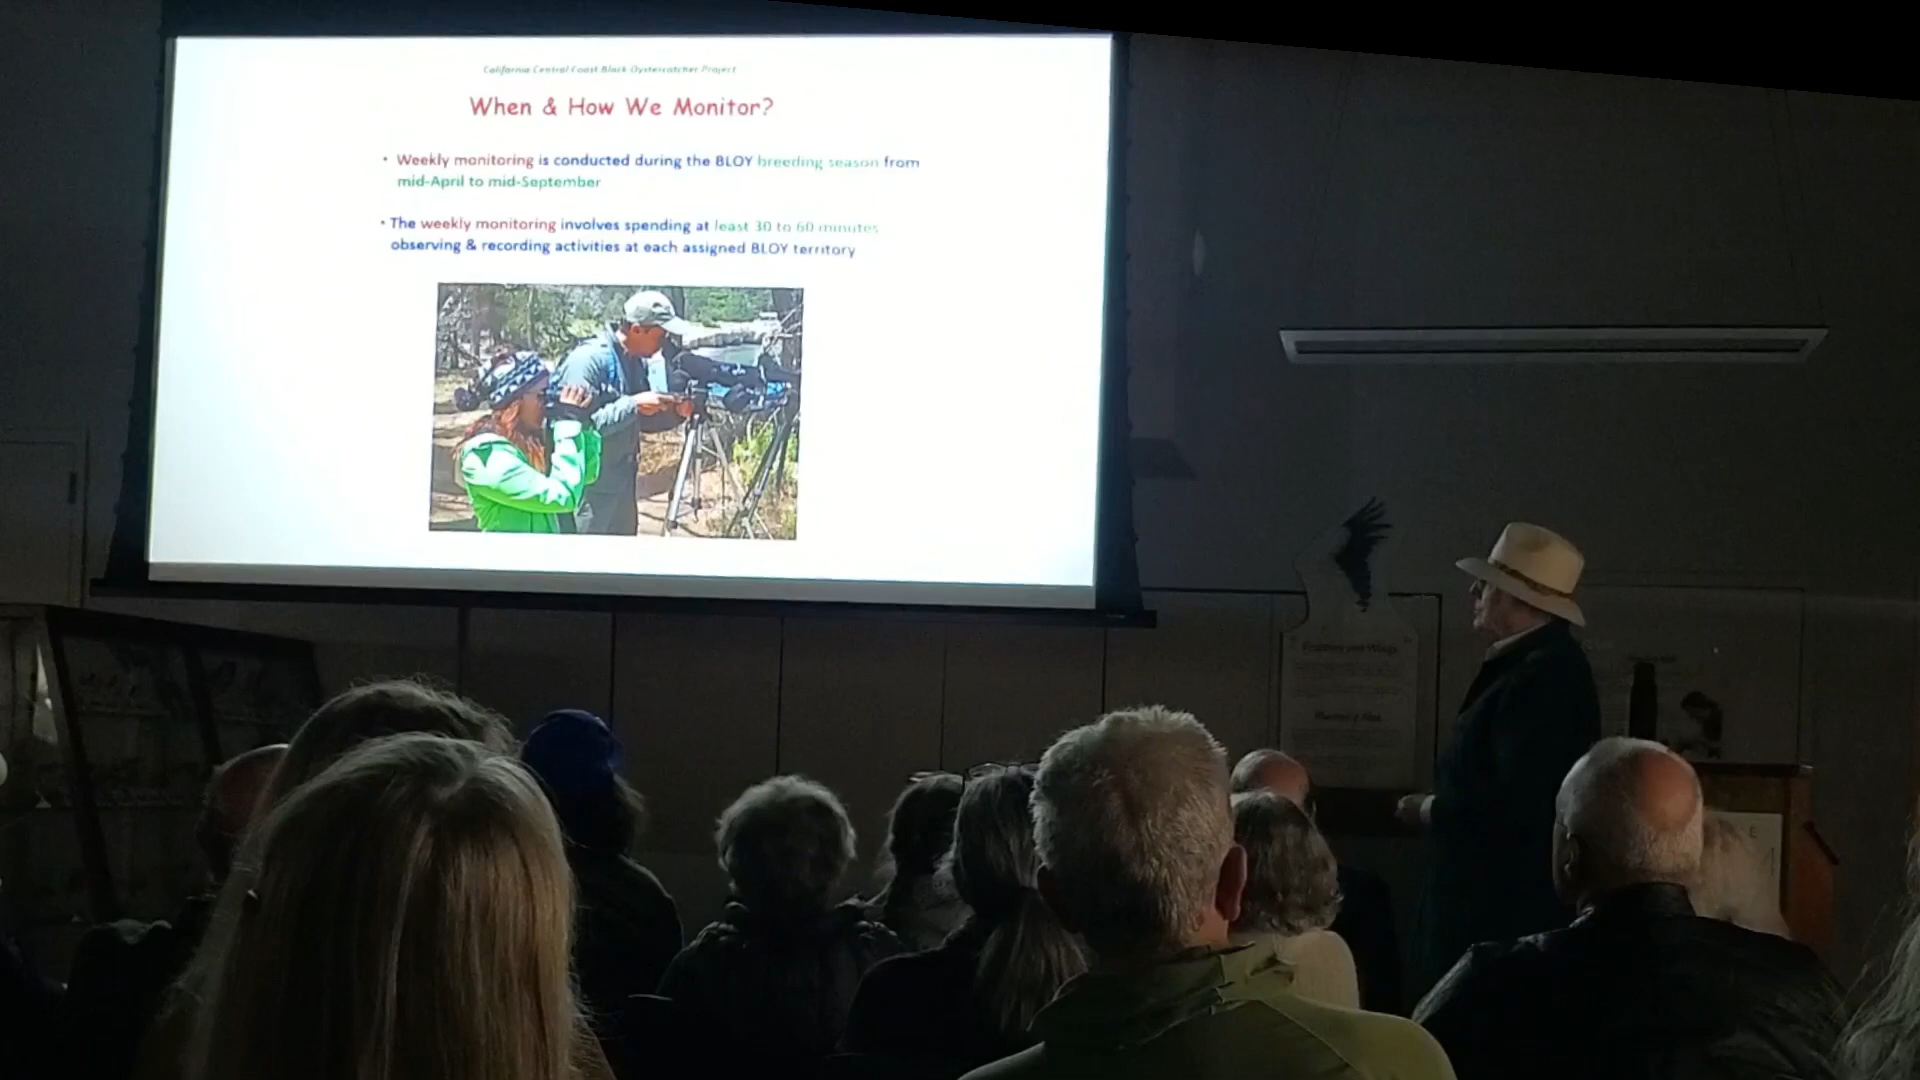 California Central Coast Black Oystercatcher Project
When & How We Monitor?
• Weekly monitoring is conducted during the BLOY breeding season from
mid-April to mid-September
• The weekly monitoring involves spending at least 30 to 60 minutes
observing & recording activities at each assigned BLOY territory
Feathers and Wings
E